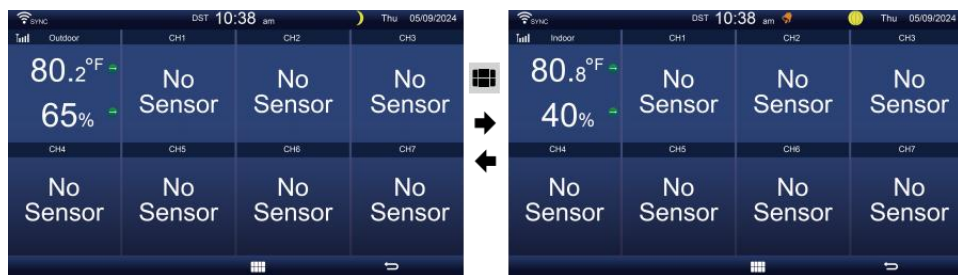 SYNC DST 10:38 am Thu 05/09/2024
Outdoor CH1 CH2 CH3
80.2°F No Sensor No Sensor No Sensor
65%
CH4 CH5 CH6 CH7
No Sensor No Sensor No Sensor No Sensor
SYNC DST 10:38 am Thu 05/09/2024
Indoor CH1 CH2 CH3
80.8°F No Sensor No Sensor No Sensor
40%
CH4 CH5 CH6 CH7
No Sensor No Sensor No Sensor No Sensor